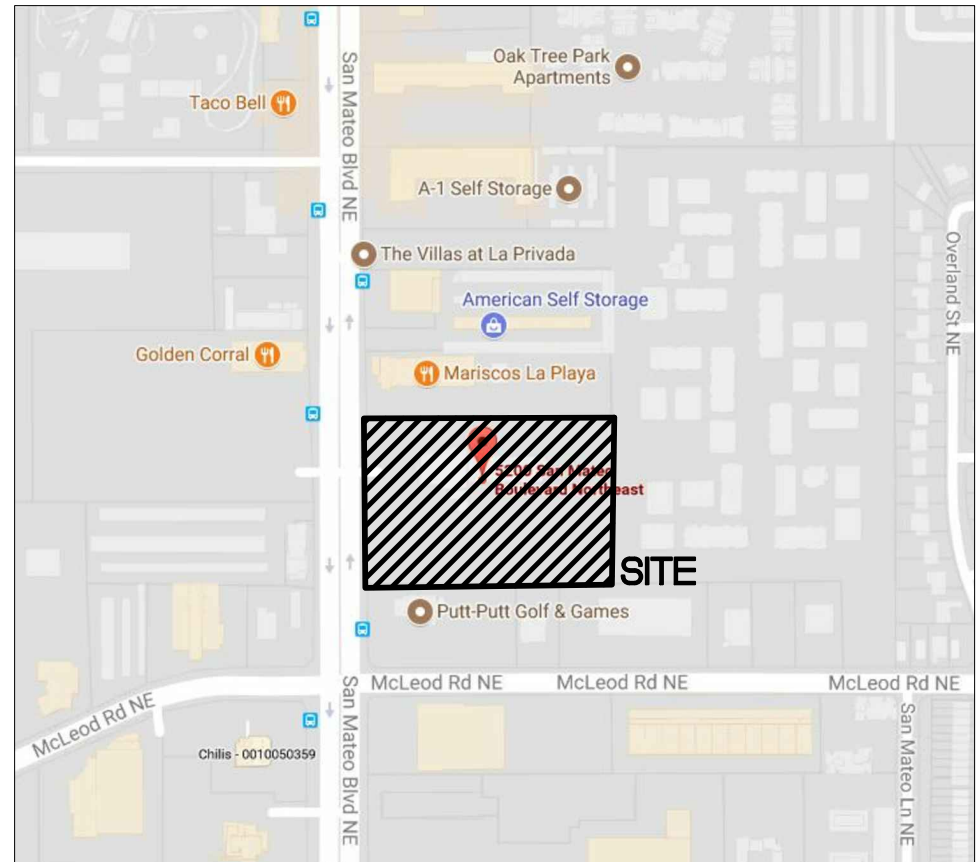 Oak Tree Park
Apartments
San Mateo Blvd NE
Taco Bell
A-1 Self Storage
Overland St NE
The Villas at La Privada
American Self Storage
Golden Corral
Mariscos La Playa
5200 San Mateo
Boulevard Northeast
SITE
Putt-Putt Golf & Games
McLeod Rd NE
McLeod Rd NE
McLeod Rd NE
McLeod Rd NE
San Mateo Blvd NE
San Mateo Ln NE
Chilis - 0010050359